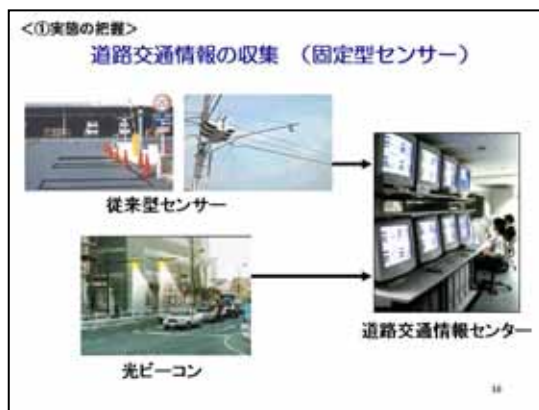 ＜①実態の把握＞
道路交通情報の収集 （固定型センサー）
従来型センサー
光ビーコン
道路交通情報センター